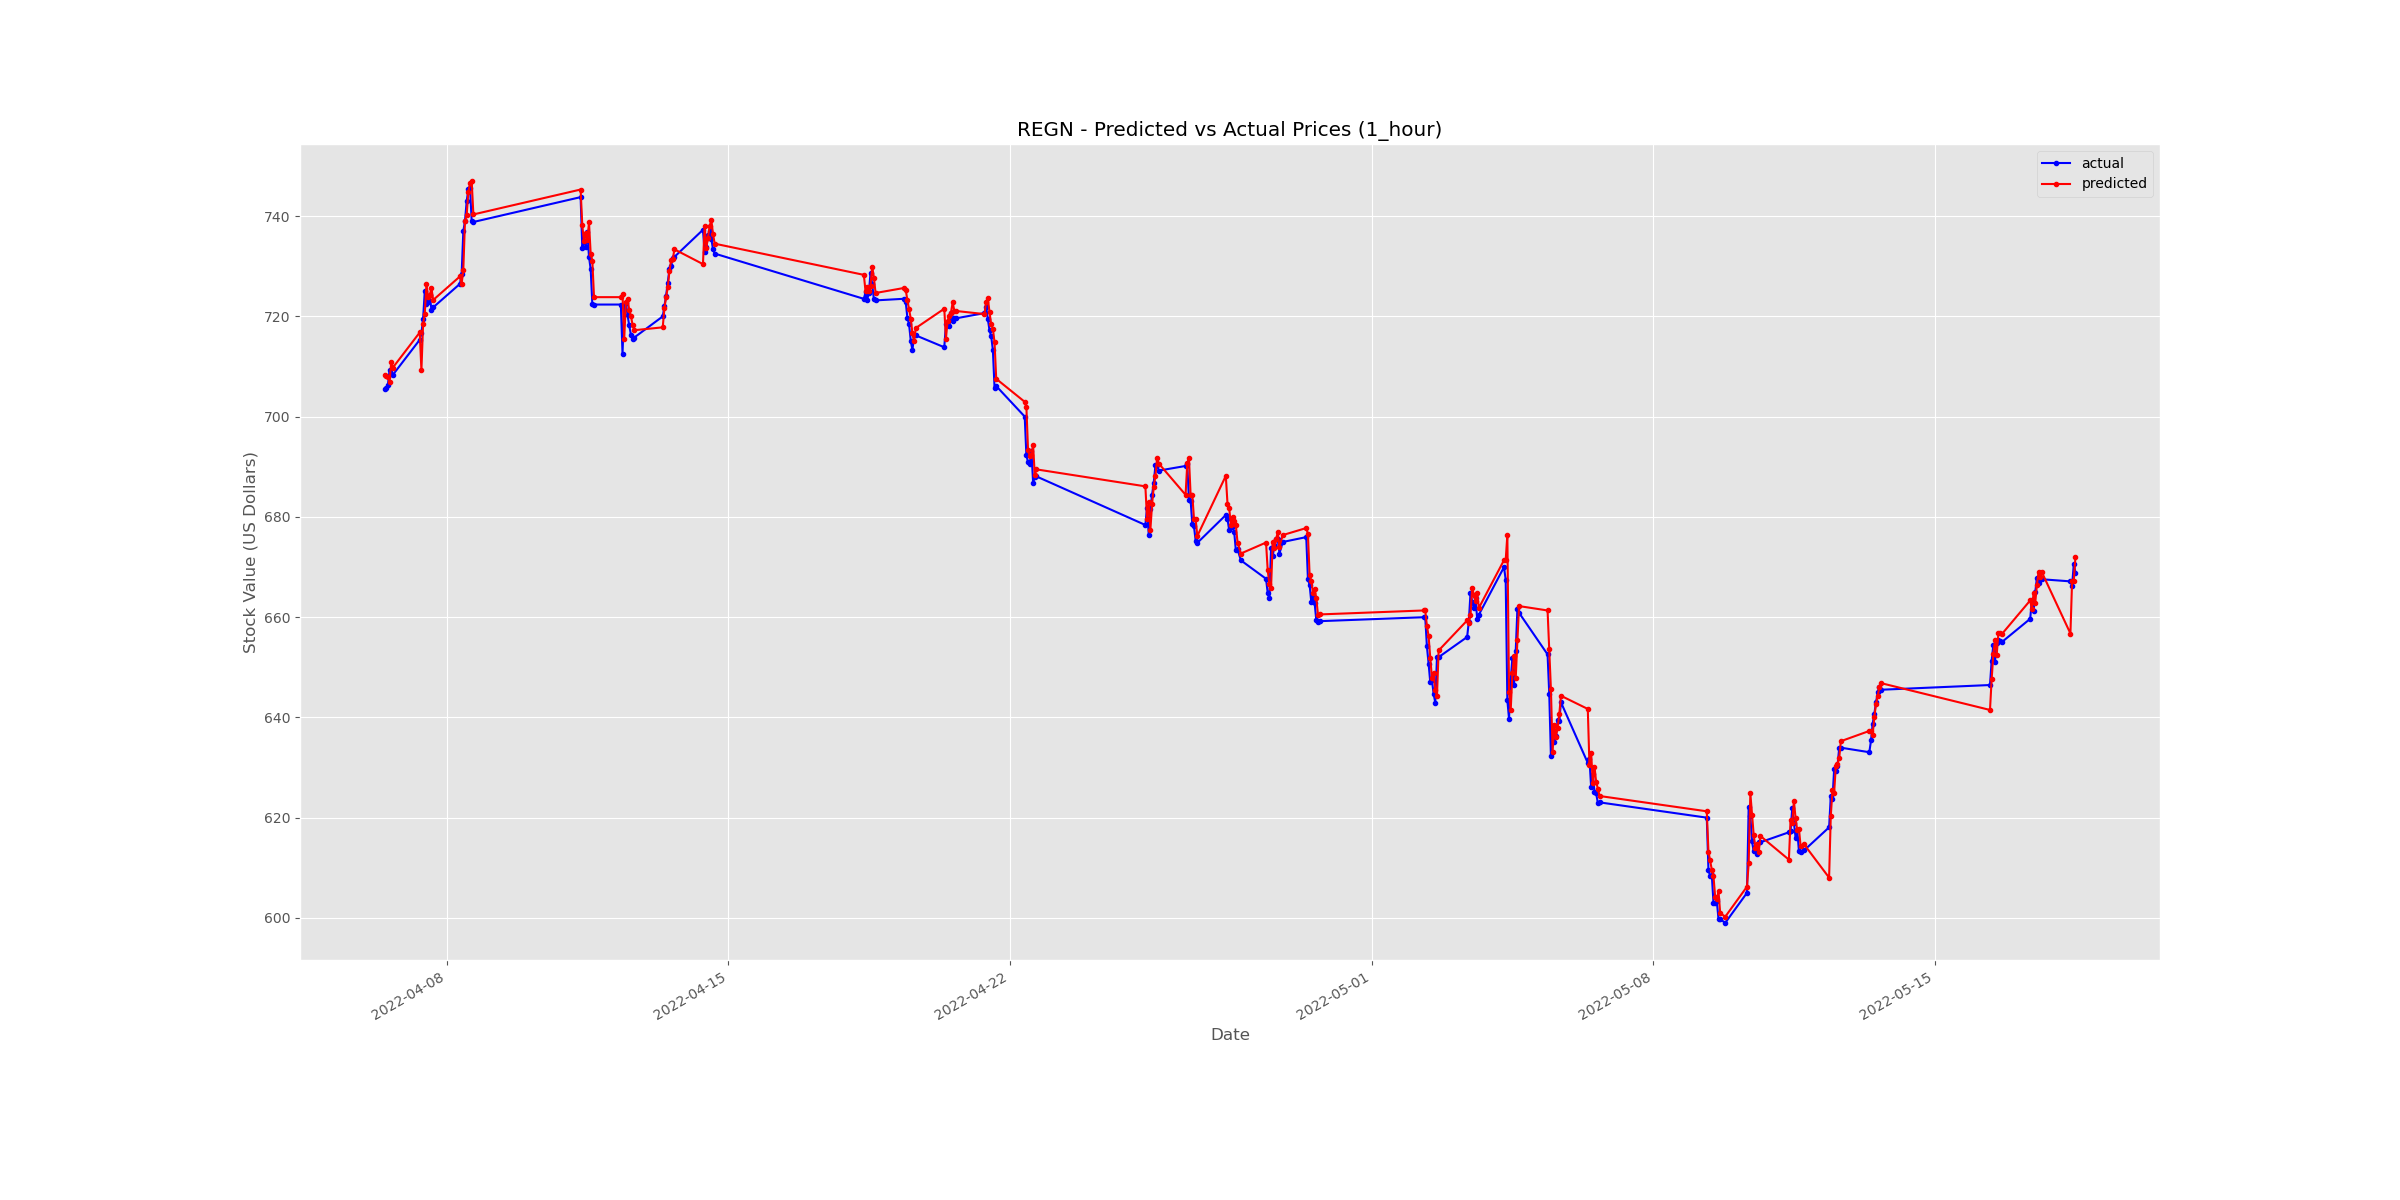 REGN - Predicted vs Actual Prices (1_hour)
actual
predicted
740
720
700
680
660
640
620
600
Stock Value (US Dollars)
2022-04-08
2022-04-15
2022-04-22
2022-05-01
2022-05-08
2022-05-15
Date